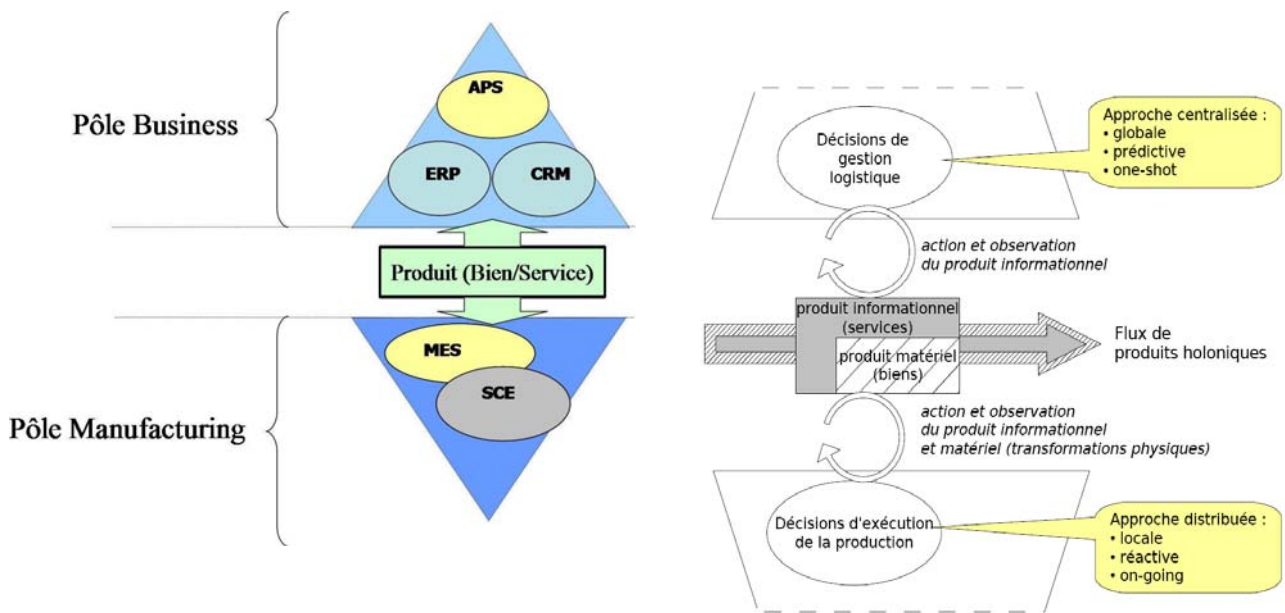 Pôle Business
APS
ERP
CRM
Produit (Bien/Service)
MES
SCE
Pôle Manufacturing
Décisions de
gestion
logistique
Approche centralisée :
• globale
• prédictive
• one-shot
action et observation
du produit informationnel
produit informationnel
(services)
produit matériel
(biens)
Flux de
produits holoniques
action et observation
du produit informationnel
et matériel (transformations physiques)
Décisions d'exécution
de la production
Approche distribuée :
• locale
• réactive
• on-going